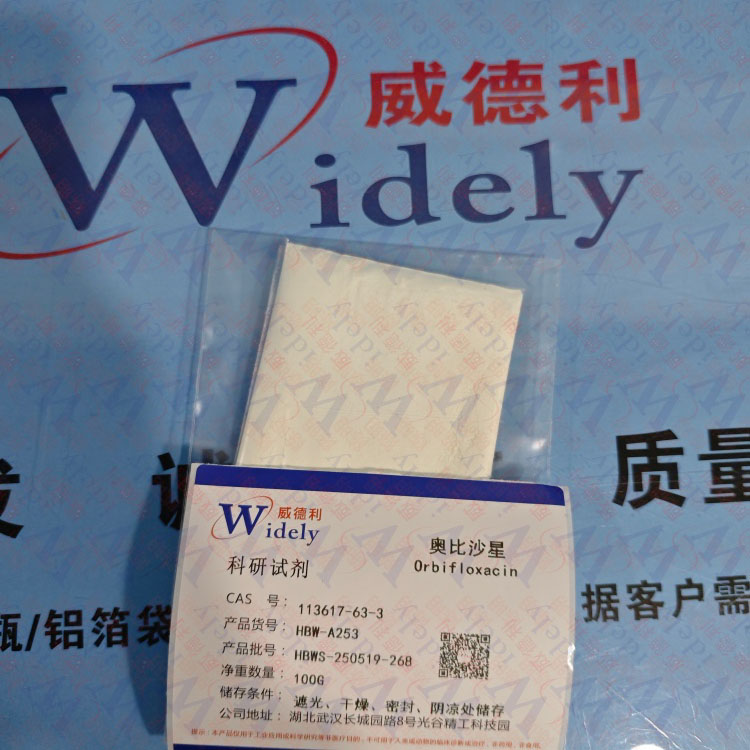 威德利
Widely
质量
瓶/铝箔袋
据客户需
威德利
Widely
科研试剂
奥比沙星
Orbifloxacin
CAS 号: 113617-63-3
产品货号: HBW-A253
产品批号: HBWS-250519-268
净重数量: 100G
储存条件: 遮光、干燥、密封、阴凉处储存
公司地址: 湖北武汉长城园路8号光谷精工科技园